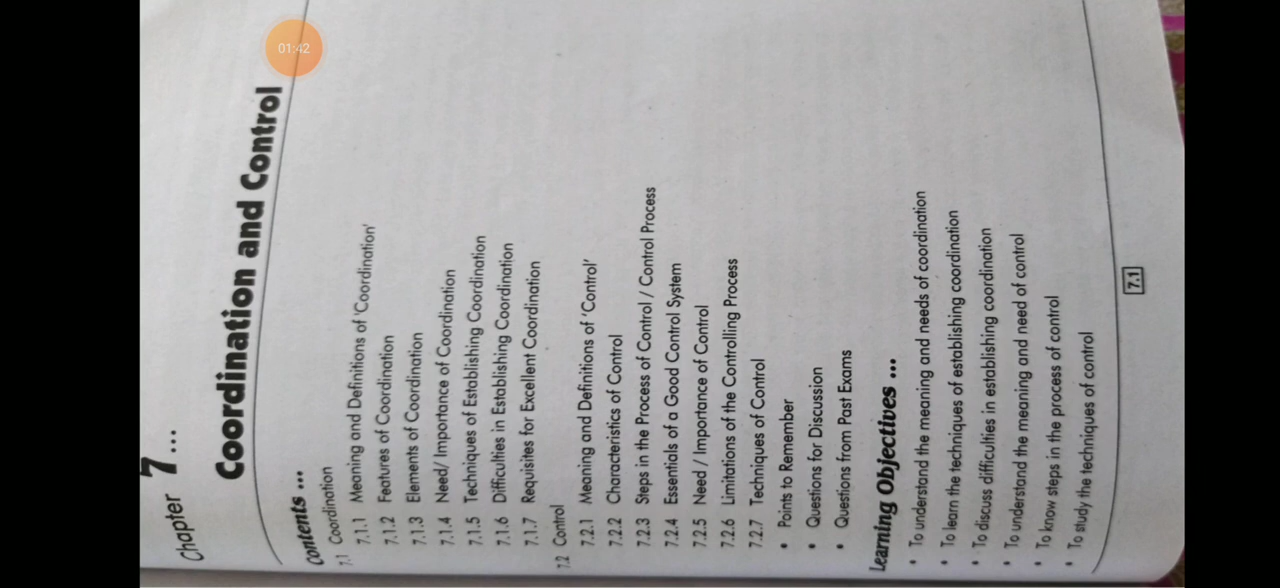 Chapter 7...
Coordination and Control
01:42
Contents ...
7.1 Coordination
7.1.1 Meaning and Definitions of 'Coordination'
7.1.2 Features of Coordination
7.1.3 Elements of Coordination
7.1.4 Need/ Importance of Coordination
7.1.5 Techniques of Establishing Coordination
7.1.6 Difficulties in Establishing Coordination
7.1.7 Requisites for Excellent Coordination
7.2 Control
7.2.1 Meaning and Definitions of 'Control'
7.2.2 Characteristics of Control
7.2.3 Steps in the Process of Control / Control Process
7.2.4 Essentials of a Good Control System
7.2.5 Need / Importance of Control
7.2.6 Limitations of the Controlling Process
7.2.7 Techniques of Control
• Points to Remember
• Questions for Discussion
• Questions from Past Exams
Learning Objectives ...
• To understand the meaning and needs of coordination
• To learn the techniques of establishing coordination
• To discuss difficulties in establishing coordination
• To understand the meaning and need of control
• To know steps in the process of control
• To study the techniques of control
7.1